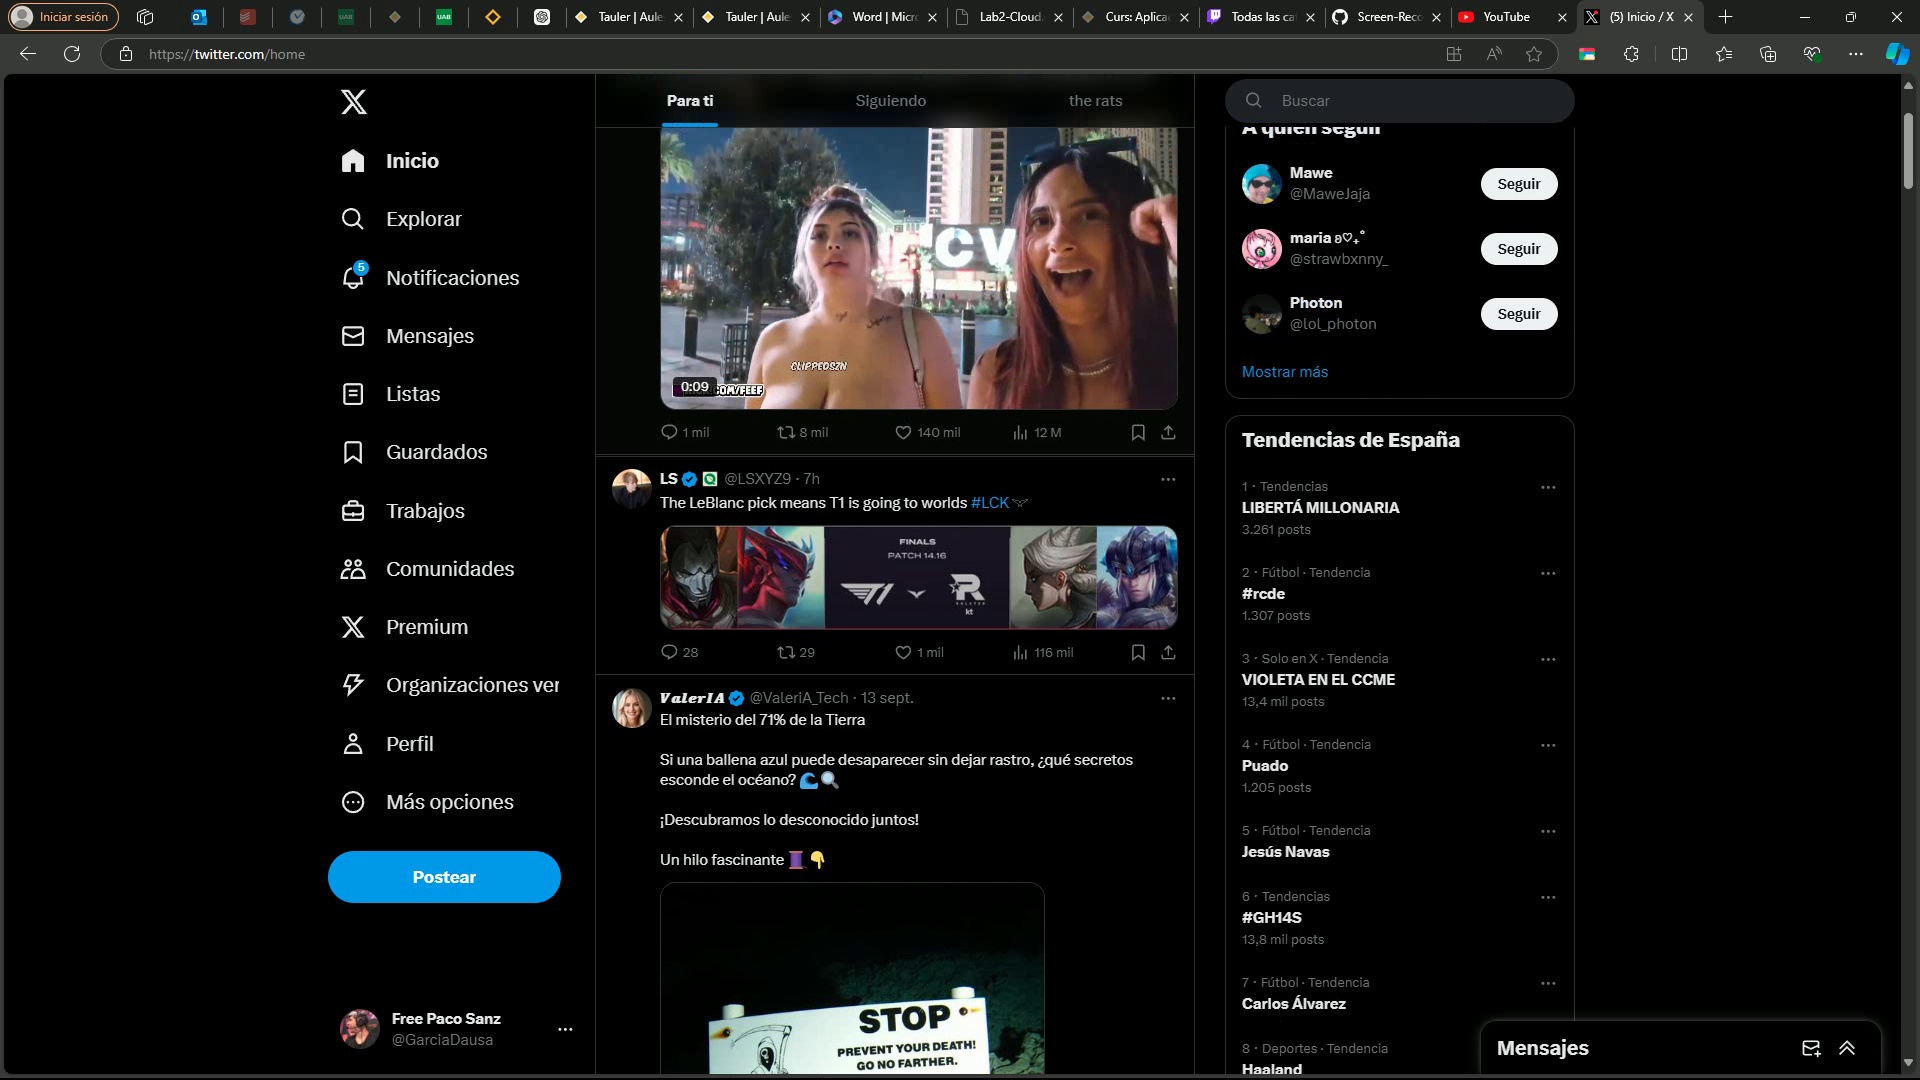 Iniciar sesión
Tauler | Aule
Tauler | Aule
Word | Micr
Lab2-Cloud
Curs: Aplica
Todas las ca
Screen-Reco
YouTube
(5) Inicio / X
https://twitter.com/home
Inicio
Explorar
5
Notificaciones
Mensajes
Listas
Guardados
Trabajos
Comunidades
Premium
Organizaciones ver
Perfil
Más opciones
Postear
Free Paco Sanz
@GarciaDausa
Para ti
Siguiendo
the rats
CV
CLIPPEDSZN
0:09
.COM/FEEF
1 mil
8 mil
140 mil
12 M
LS @LSXYZ9 · 7h
The LeBlanc pick means T1 is going to worlds #LCK
FINALS
PATCH 14.16
T1
kt
28
29
1 mil
116 mil
ValerIA @ValeriA_Tech · 13 sept.
El misterio del 71% de la Tierra
Si una ballena azul puede desaparecer sin dejar rastro, ¿qué secretos
esconde el océano? 🌊🔍
¡Descubramos lo desconocido juntos!
Un hilo fascinante 🧵👇
STOP
PREVENT YOUR DEATH!
GO NO FARTHER.
Buscar
A quién seguir
Mawe
@MaweJaja
Seguir
maria ʚ♡₊˚
@strawbxnny_
Seguir
Photon
@lol_photon
Seguir
Mostrar más
Tendencias de España
1 · Tendencias
LIBERTÁ MILLONARIA
3.261 posts
2 · Fútbol · Tendencia
#rcde
1.307 posts
3 · Solo en X · Tendencia
VIOLETA EN EL CCME
13,4 mil posts
4 · Fútbol · Tendencia
Puado
1.205 posts
5 · Fútbol · Tendencia
Jesús Navas
6 · Tendencias
#GH14S
13,8 mil posts
7 · Fútbol · Tendencia
Carlos Álvarez
8 · Deportes · Tendencia
Haaland
Mensajes